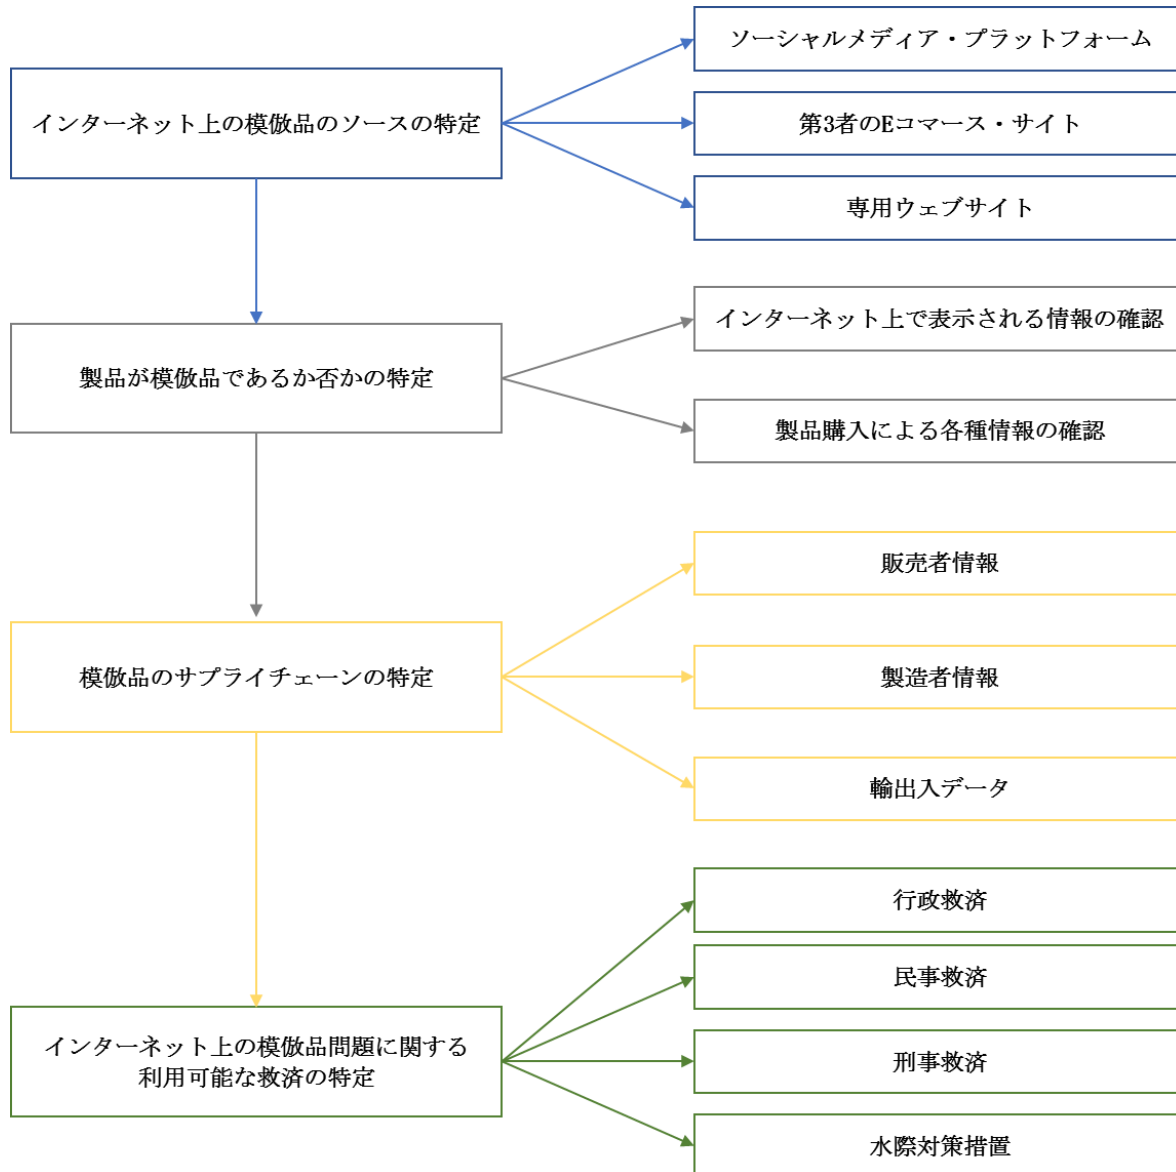 インターネット上の模倣品のソースの特定
ソーシャルメディア・プラットフォーム
第3者のEコマース・サイト
専用ウェブサイト
製品が模倣品であるか否かの特定
インターネット上で表示される情報の確認
製品購入による各種情報の確認
模倣品のサプライチェーンの特定
販売者情報
製造者情報
輸出入データ
インターネット上の模倣品問題に関する
利用可能な救済の特定
行政救済
民事救済
刑事救済
水際対策措置